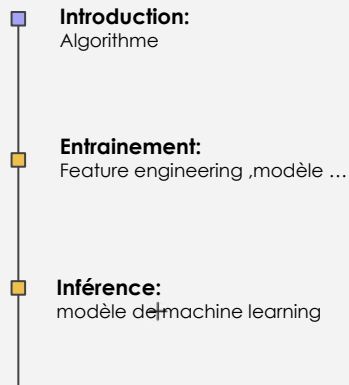 Introduction:
Algorithme
Entrainement:
Feature engineering ,modèle ...
Inférence:
modèle de machine learning